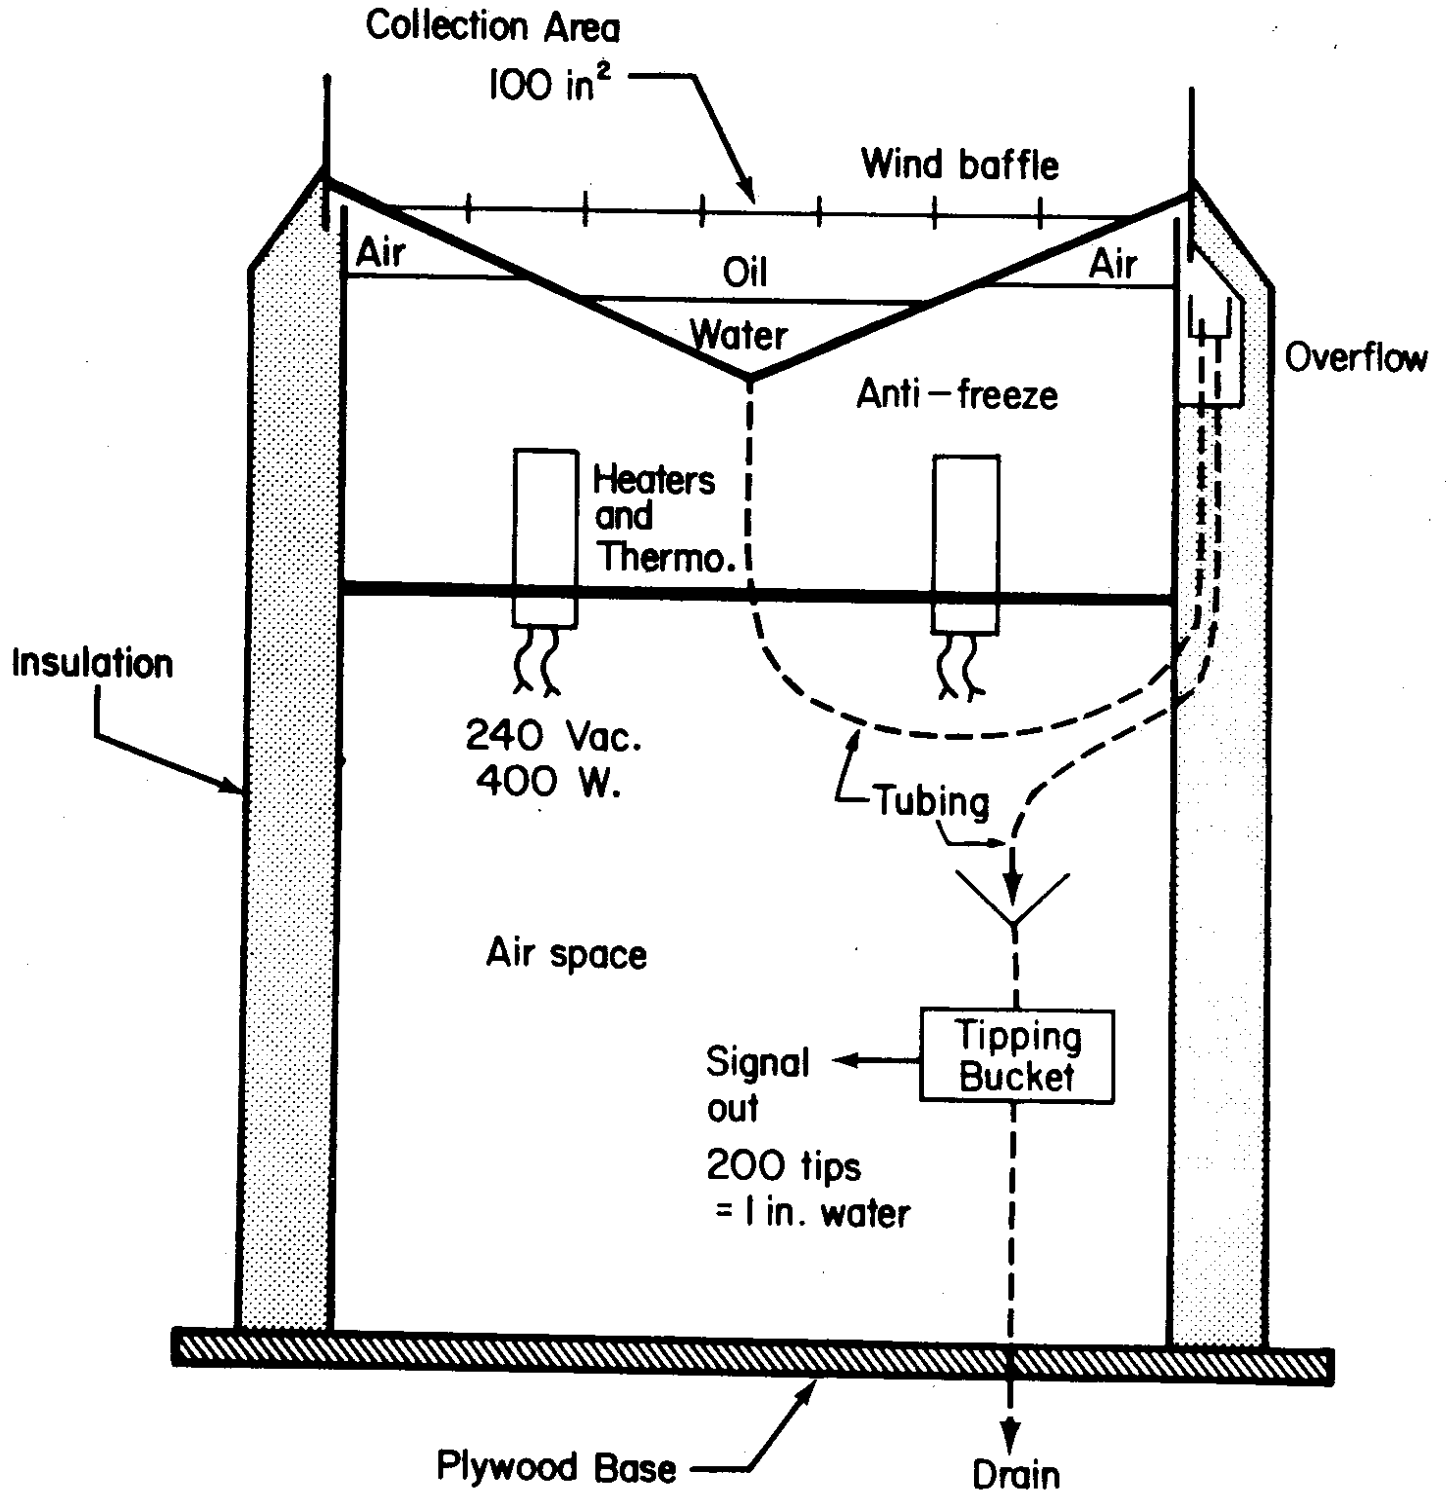 Collection Area
100 in²
Wind baffle
Air
Oil
Air
Water
Overflow
Anti-freeze
Heaters
and
Thermo.
Insulation
240 Vac.
400 W.
Tubing
Air space
Tipping
Bucket
Signal
out
200 tips
= 1 in. water
Plywood Base
Drain